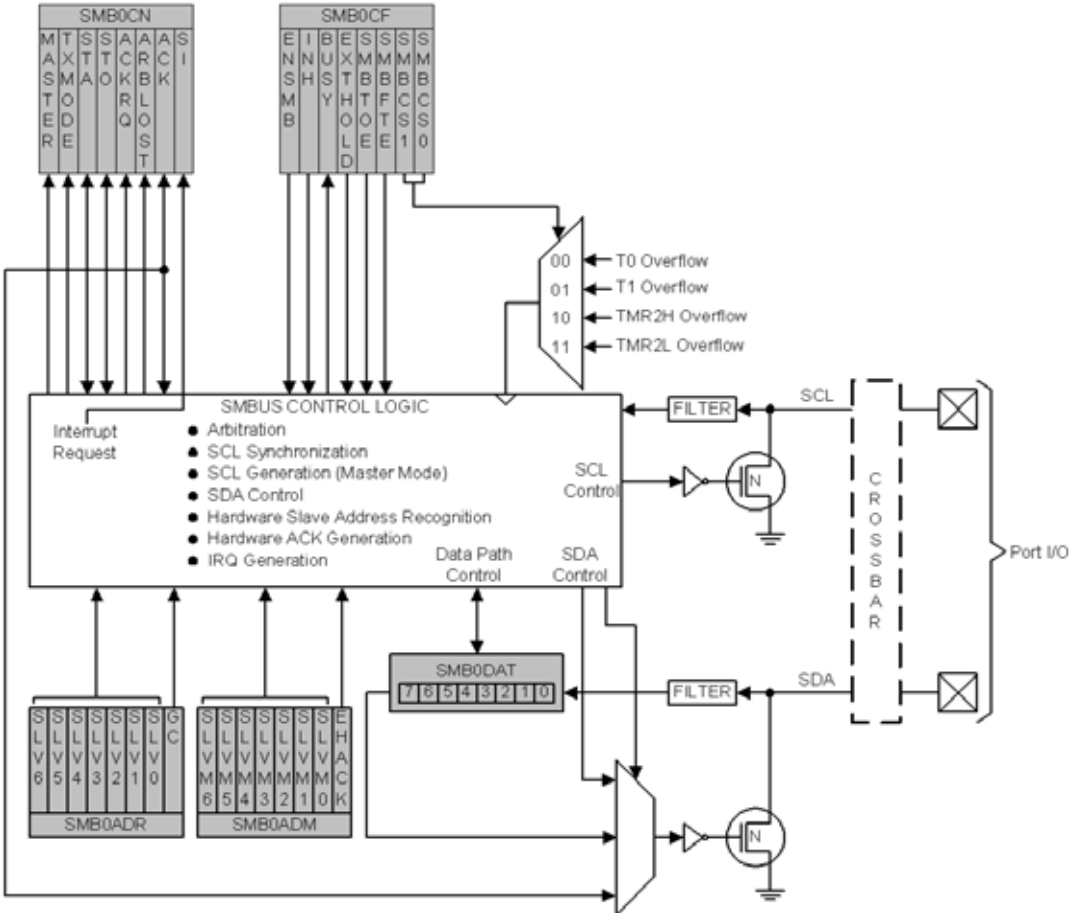 SMB0CN
MASTER
TXMODE
STA
STO
ACKRQ
ARBLOST
ACK
SI
SMB0CF
ENSMB
INH
BUSY
EXTHOLD
SMBTOE
SMBFTE
SMBCS1
SMBCS0
00
01
10
11
T0 Overflow
T1 Overflow
TMR2H Overflow
TMR2L Overflow
SMBUS CONTROL LOGIC
Interrupt
Request
● Arbitration
● SCL Synchronization
● SCL Generation (Master Mode)
● SDA Control
● Hardware Slave Address Recognition
● Hardware ACK Generation
● IRQ Generation
Data Path
Control
SCL
Control
SDA
Control
FILTER
SCL
N
CROSSBAR
Port I/O
SMB0DAT
7 6 5 4 3 2 1 0
FILTER
SDA
N
SLV6
SLV5
SLV4
SLV3
SLV2
SLV1
SLV0
GC
SMB0ADR
SLVM6
SLVM5
SLVM4
SLVM3
SLVM2
SLVM1
SLVM0
EHACK
SMB0ADM